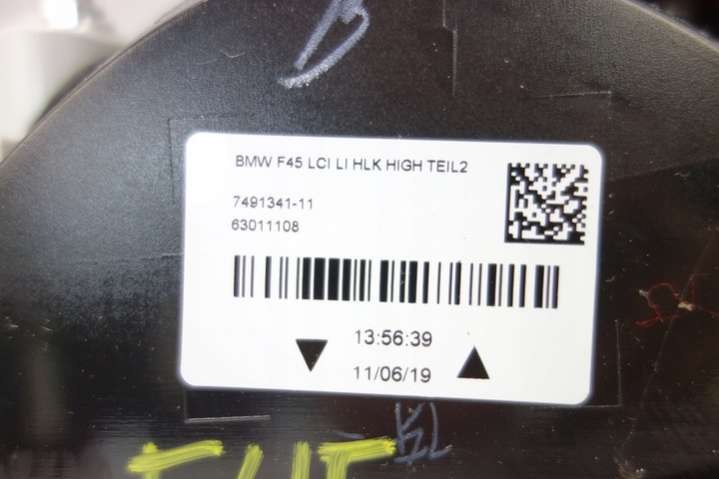 B
BMW F45 LCI LI HLK HIGH TEIL2
7491341-11
63011108
13:56:39
11/06/19